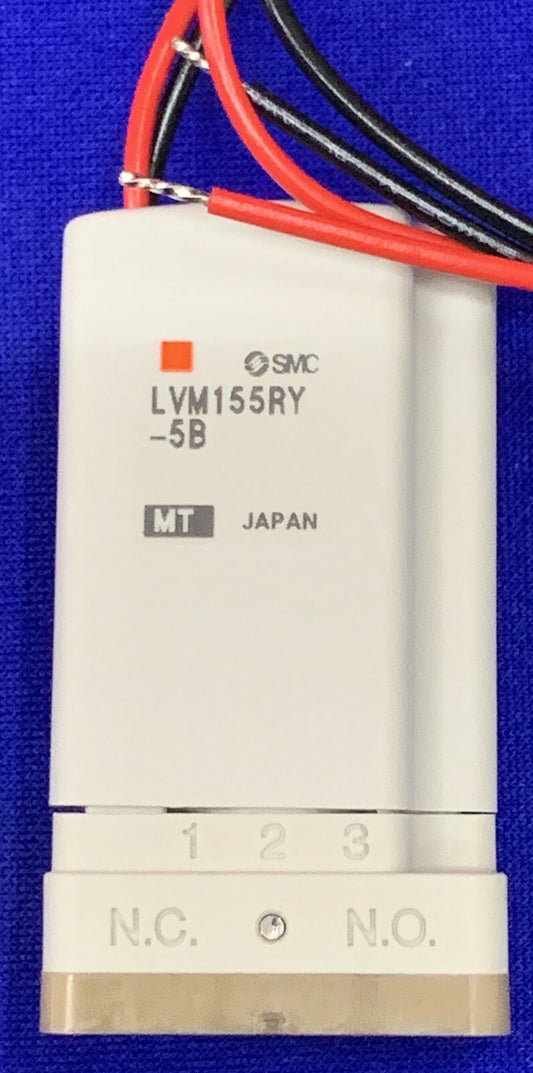 SMC
LVM155RY
-5B
MT JAPAN
1 2 3
N.C. N.O.